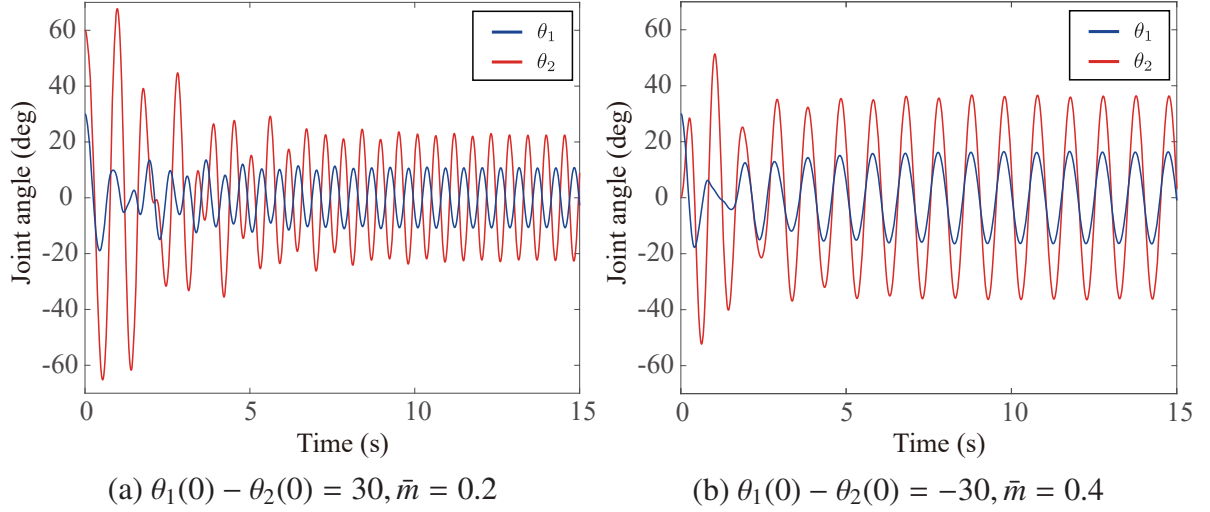 60
40
20
0
-20
-40
-60
Joint angle (deg)
θ₁
θ₂
0
5
10
15
Time (s)
(a) θ₁(0) − θ₂(0) = 30, m̄ = 0.2
60
40
20
0
-20
-40
-60
Joint angle (deg)
θ₁
θ₂
0
5
10
15
Time (s)
(b) θ₁(0) − θ₂(0) = −30, m̄ = 0.4